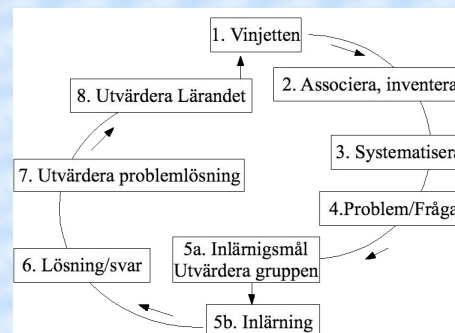 1. Vinjetten
2. Associera, inventera
3. Systematisera
4.Problem/Fråga
5a. Inlärnigsmål
Utvärdera gruppen
5b. Inlärning
6. Lösning/svar
7. Utvärdera problemlösning
8. Utvärdera Lärandet